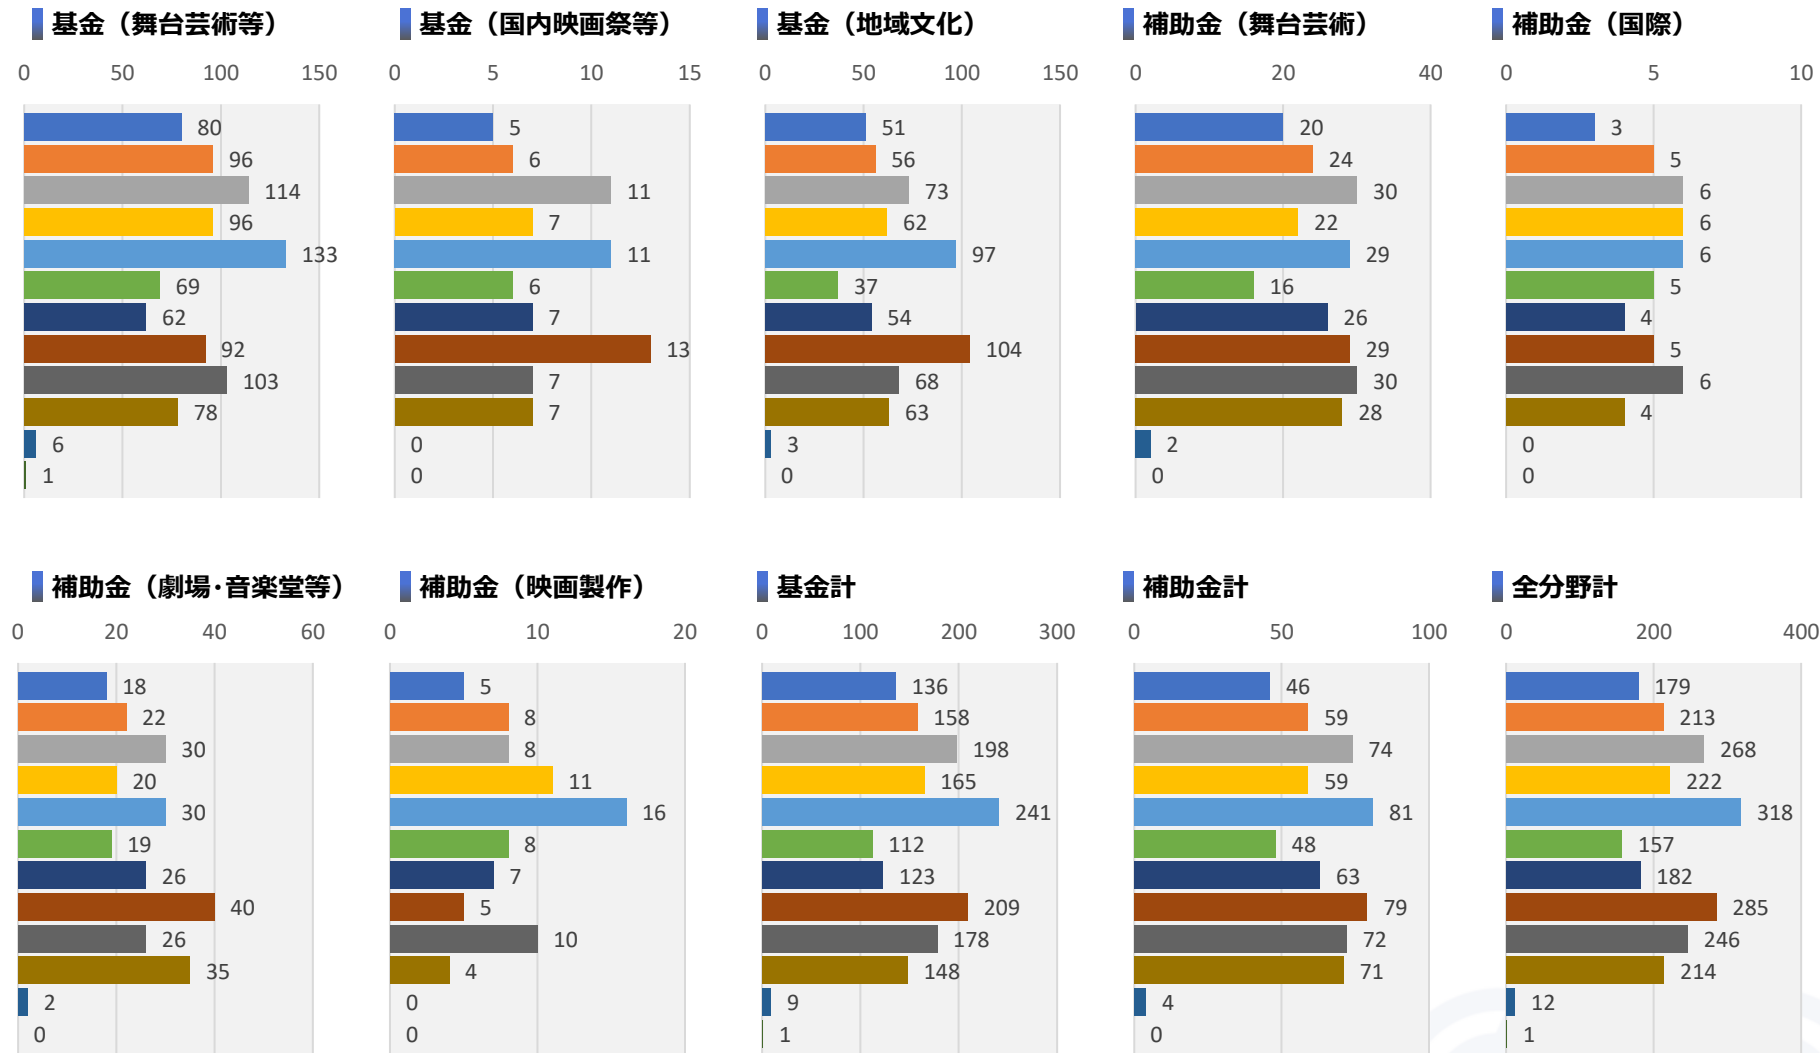 基金（舞台芸術等） 基金（国内映画祭等） 基金（地域文化） 補助金（舞台芸術） 補助金（国際）
0 50 100 150 0 5 10 15 0 50 100 150 0 20 40 0 5 10
80 5 51 20 3
96 6 56 24 5
114 11 73 30 6
96 7 62 22 6
133 11 97 29 6
69 6 37 16 5
62 7 54 26 4
92 13 104 29 5
103 7 68 30 6
78 7 63 28 4
6 0 3 2 0
1 0 0 0 0
補助金（劇場･音楽堂等） 補助金（映画製作） 基金計 補助金計 全分野計
0 20 40 60 0 10 20 0 100 200 300 0 50 100 0 200 400
18 5 136 46 179
22 8 158 59 213
30 8 198 74 268
20 11 165 59 222
30 16 241 81 318
19 8 112 48 157
26 7 123 63 182
40 5 209 79 285
26 10 178 72 246
35 4 148 71 214
2 0 9 4 12
0 0 1 0 1